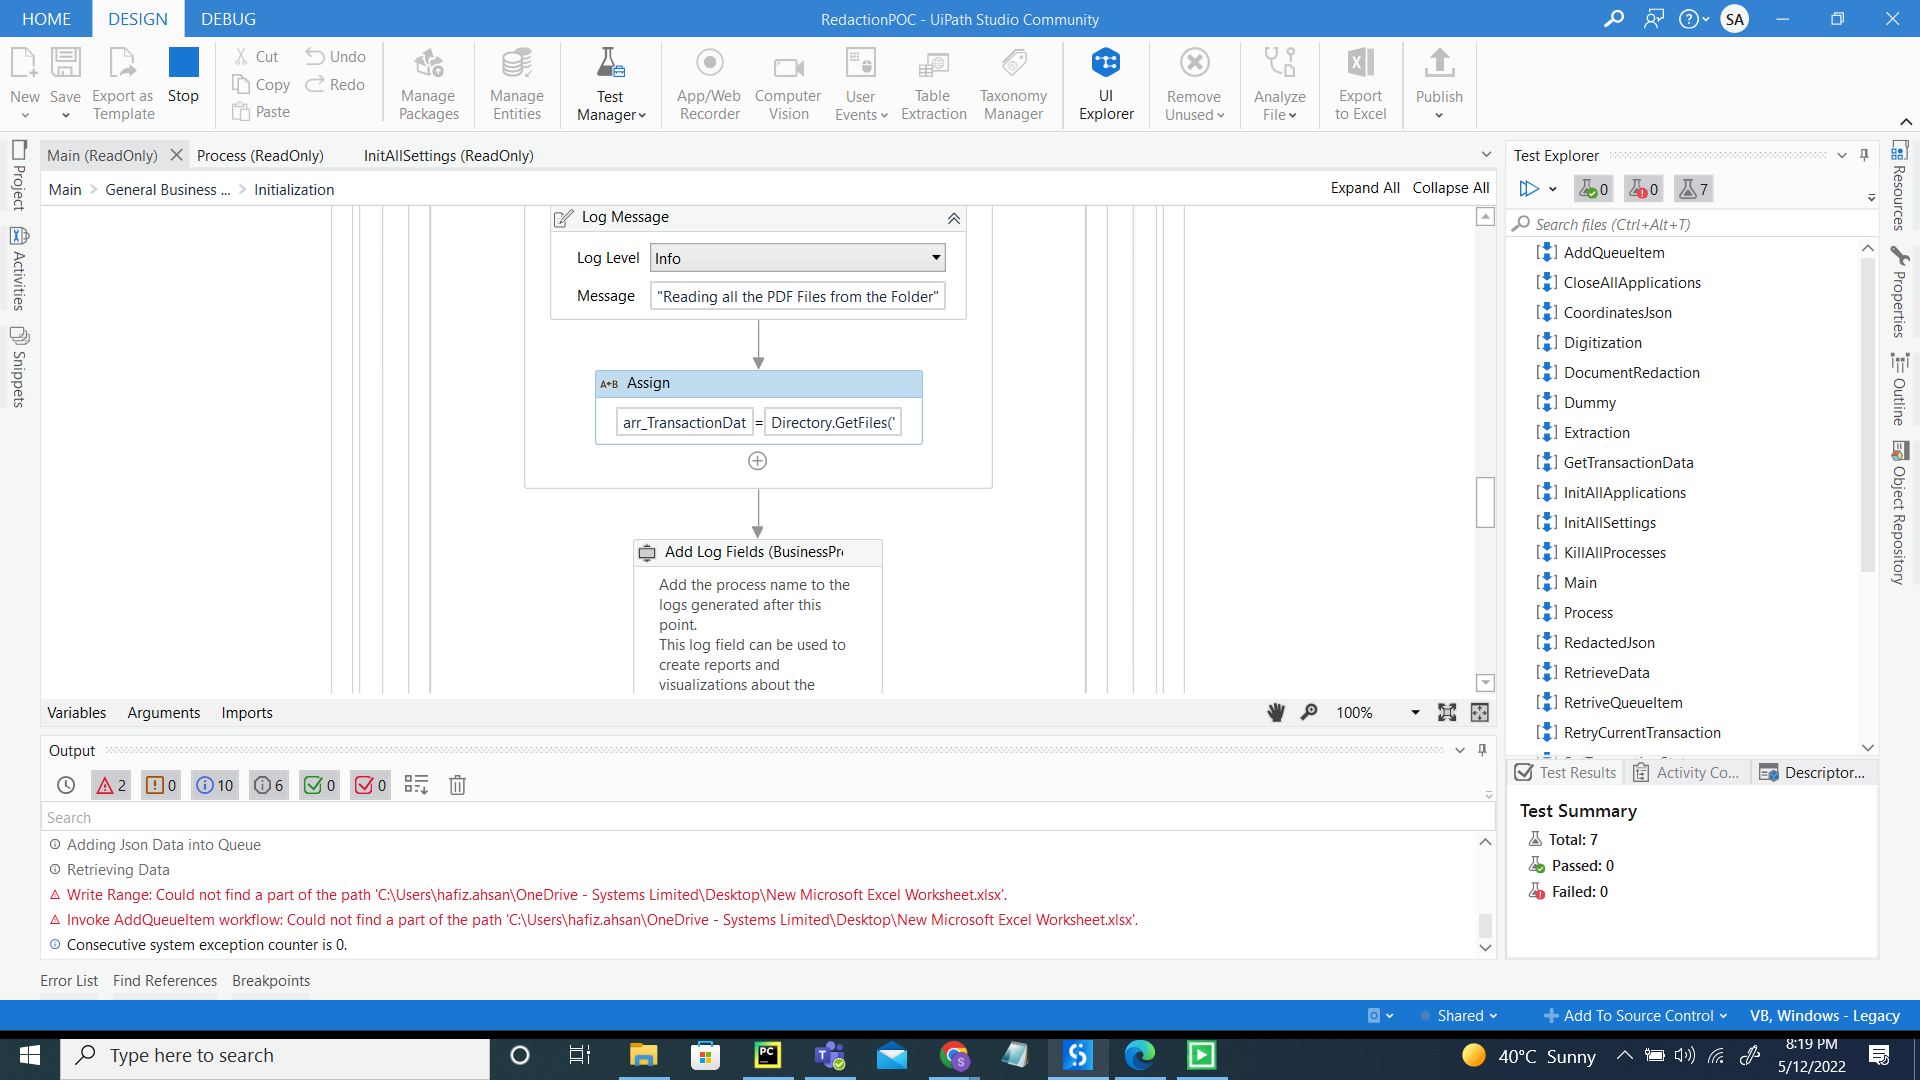 HOME DESIGN DEBUG
RedactionPOC - UiPath Studio Community
SA
New
Save
Export as Template
Stop
Cut
Copy
Paste
Undo
Redo
Manage Packages
Manage Entities
Test Manager
App/Web Recorder
Computer Vision
User Events
Table Extraction
Taxonomy Manager
UI Explorer
Remove Unused
Analyze File
Export to Excel
Publish
Project
Activities
Snippets
Main (ReadOnly) Process (ReadOnly) InitAllSettings (ReadOnly)
Main > General Business ... > Initialization
Expand All Collapse All
Log Message
Log Level Info
Message "Reading all the PDF Files from the Folder"
A+B Assign
arr_TransactionDat = Directory.GetFiles("
Add Log Fields (BusinessPr
Add the process name to the
logs generated after this
point.
This log field can be used to
create reports and
visualizations about the
Variables Arguments Imports
100%
Output
2 0 10 6 0 0
Search
Adding Json Data into Queue
Retrieving Data
Write Range: Could not find a part of the path 'C:\Users\hafiz.ahsan\OneDrive - Systems Limited\Desktop\New Microsoft Excel Worksheet.xlsx'.
Invoke AddQueueItem workflow: Could not find a part of the path 'C:\Users\hafiz.ahsan\OneDrive - Systems Limited\Desktop\New Microsoft Excel Worksheet.xlsx'.
Consecutive system exception counter is 0.
Error List Find References Breakpoints
Test Explorer
0 0 7
Search files (Ctrl+Alt+T)
AddQueueItem
CloseAllApplications
CoordinatesJson
Digitization
DocumentRedaction
Dummy
Extraction
GetTransactionData
InitAllApplications
InitAllSettings
KillAllProcesses
Main
Process
RedactedJson
RetrieveData
RetriveQueueItem
RetryCurrentTransaction
Test Results Activity Co... Descriptor...
Test Summary
Total: 7
Passed: 0
Failed: 0
Resources
Properties
Outline
Object Repository
Shared Add To Source Control VB, Windows - Legacy
Type here to search
PC
S
40°C Sunny
8:19 PM
5/12/2022